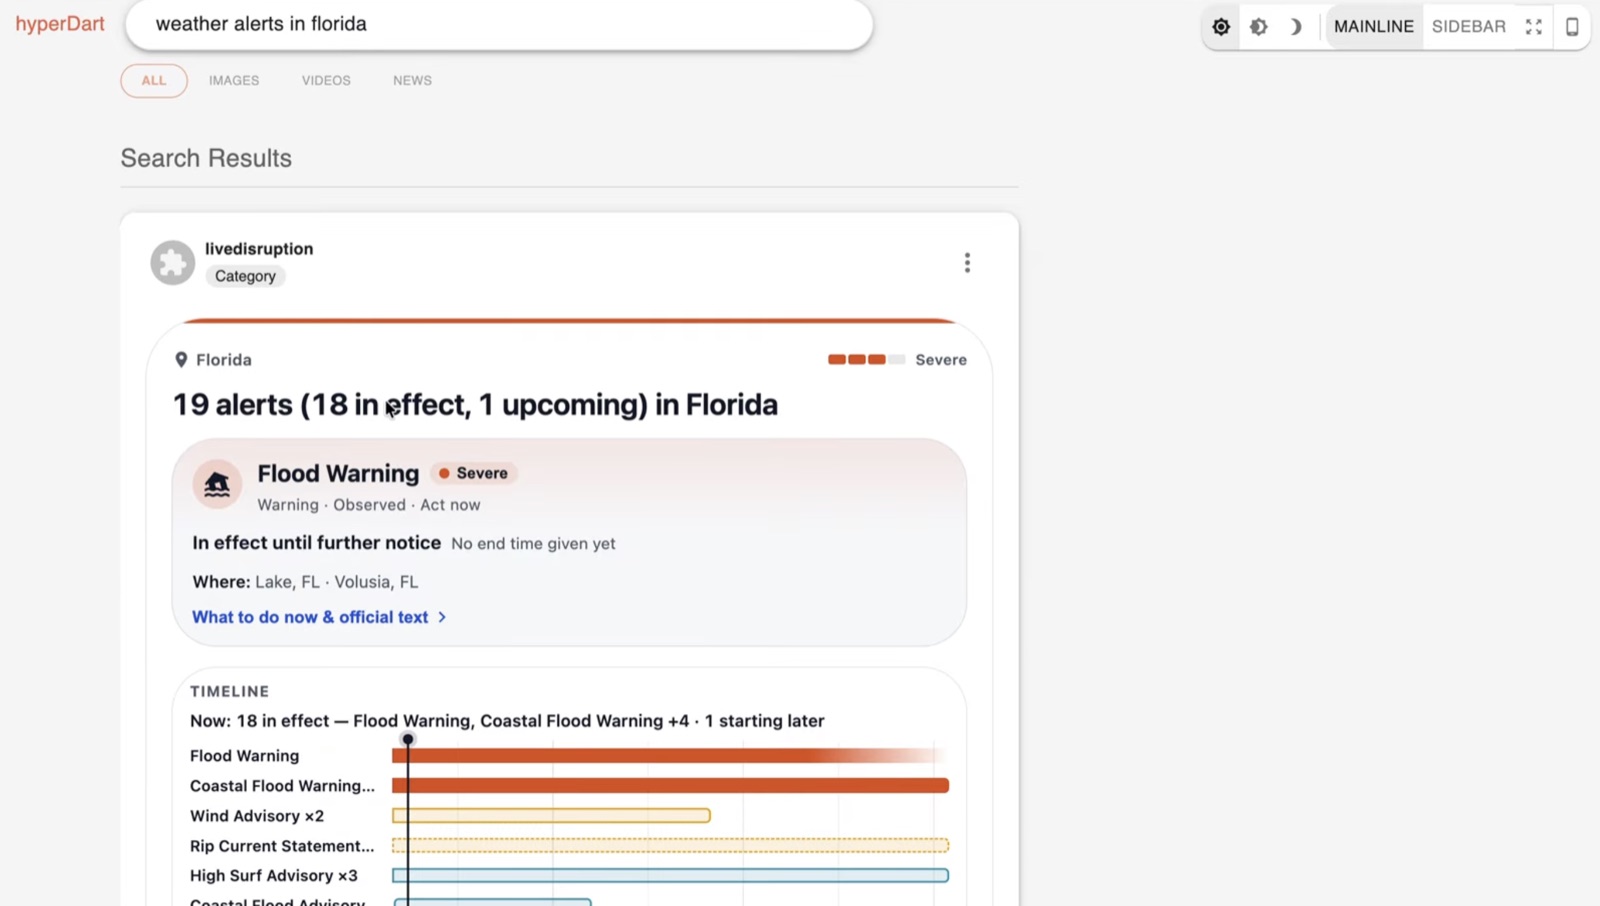 hyperDart
weather alerts in florida
MAINLINE
SIDEBAR
ALL
IMAGES
VIDEOS
NEWS
Search Results
livedisruption
Category
Florida
Severe
19 alerts (18 in effect, 1 upcoming) in Florida
Flood Warning
Severe
Warning · Observed · Act now
In effect until further notice No end time given yet
Where: Lake, FL · Volusia, FL
What to do now & official text
TIMELINE
Now: 18 in effect — Flood Warning, Coastal Flood Warning +4 · 1 starting later
Flood Warning
Coastal Flood Warning...
Wind Advisory ×2
Rip Current Statement...
High Surf Advisory ×3
Coastal Flood Advisory